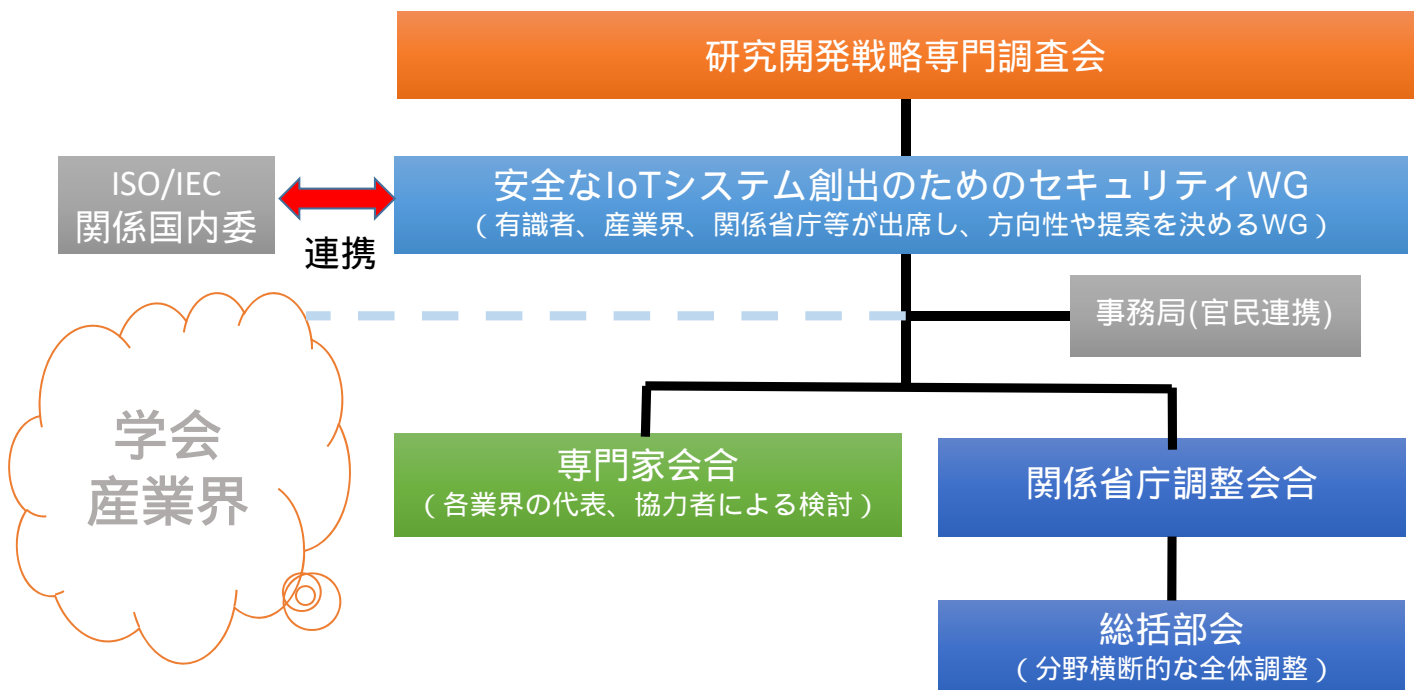 研究開発戦略専門調査会
ISO/IEC
関係国内委
連携
安全なIoTシステム創出のためのセキュリティWG
（有識者、産業界、関係省庁等が出席し、方向性や提案を決めるWG）
事務局(官民連携)
学会
産業界
専門家会合
（各業界の代表、協力者による検討）
関係省庁調整会合
総括部会
（分野横断的な全体調整）